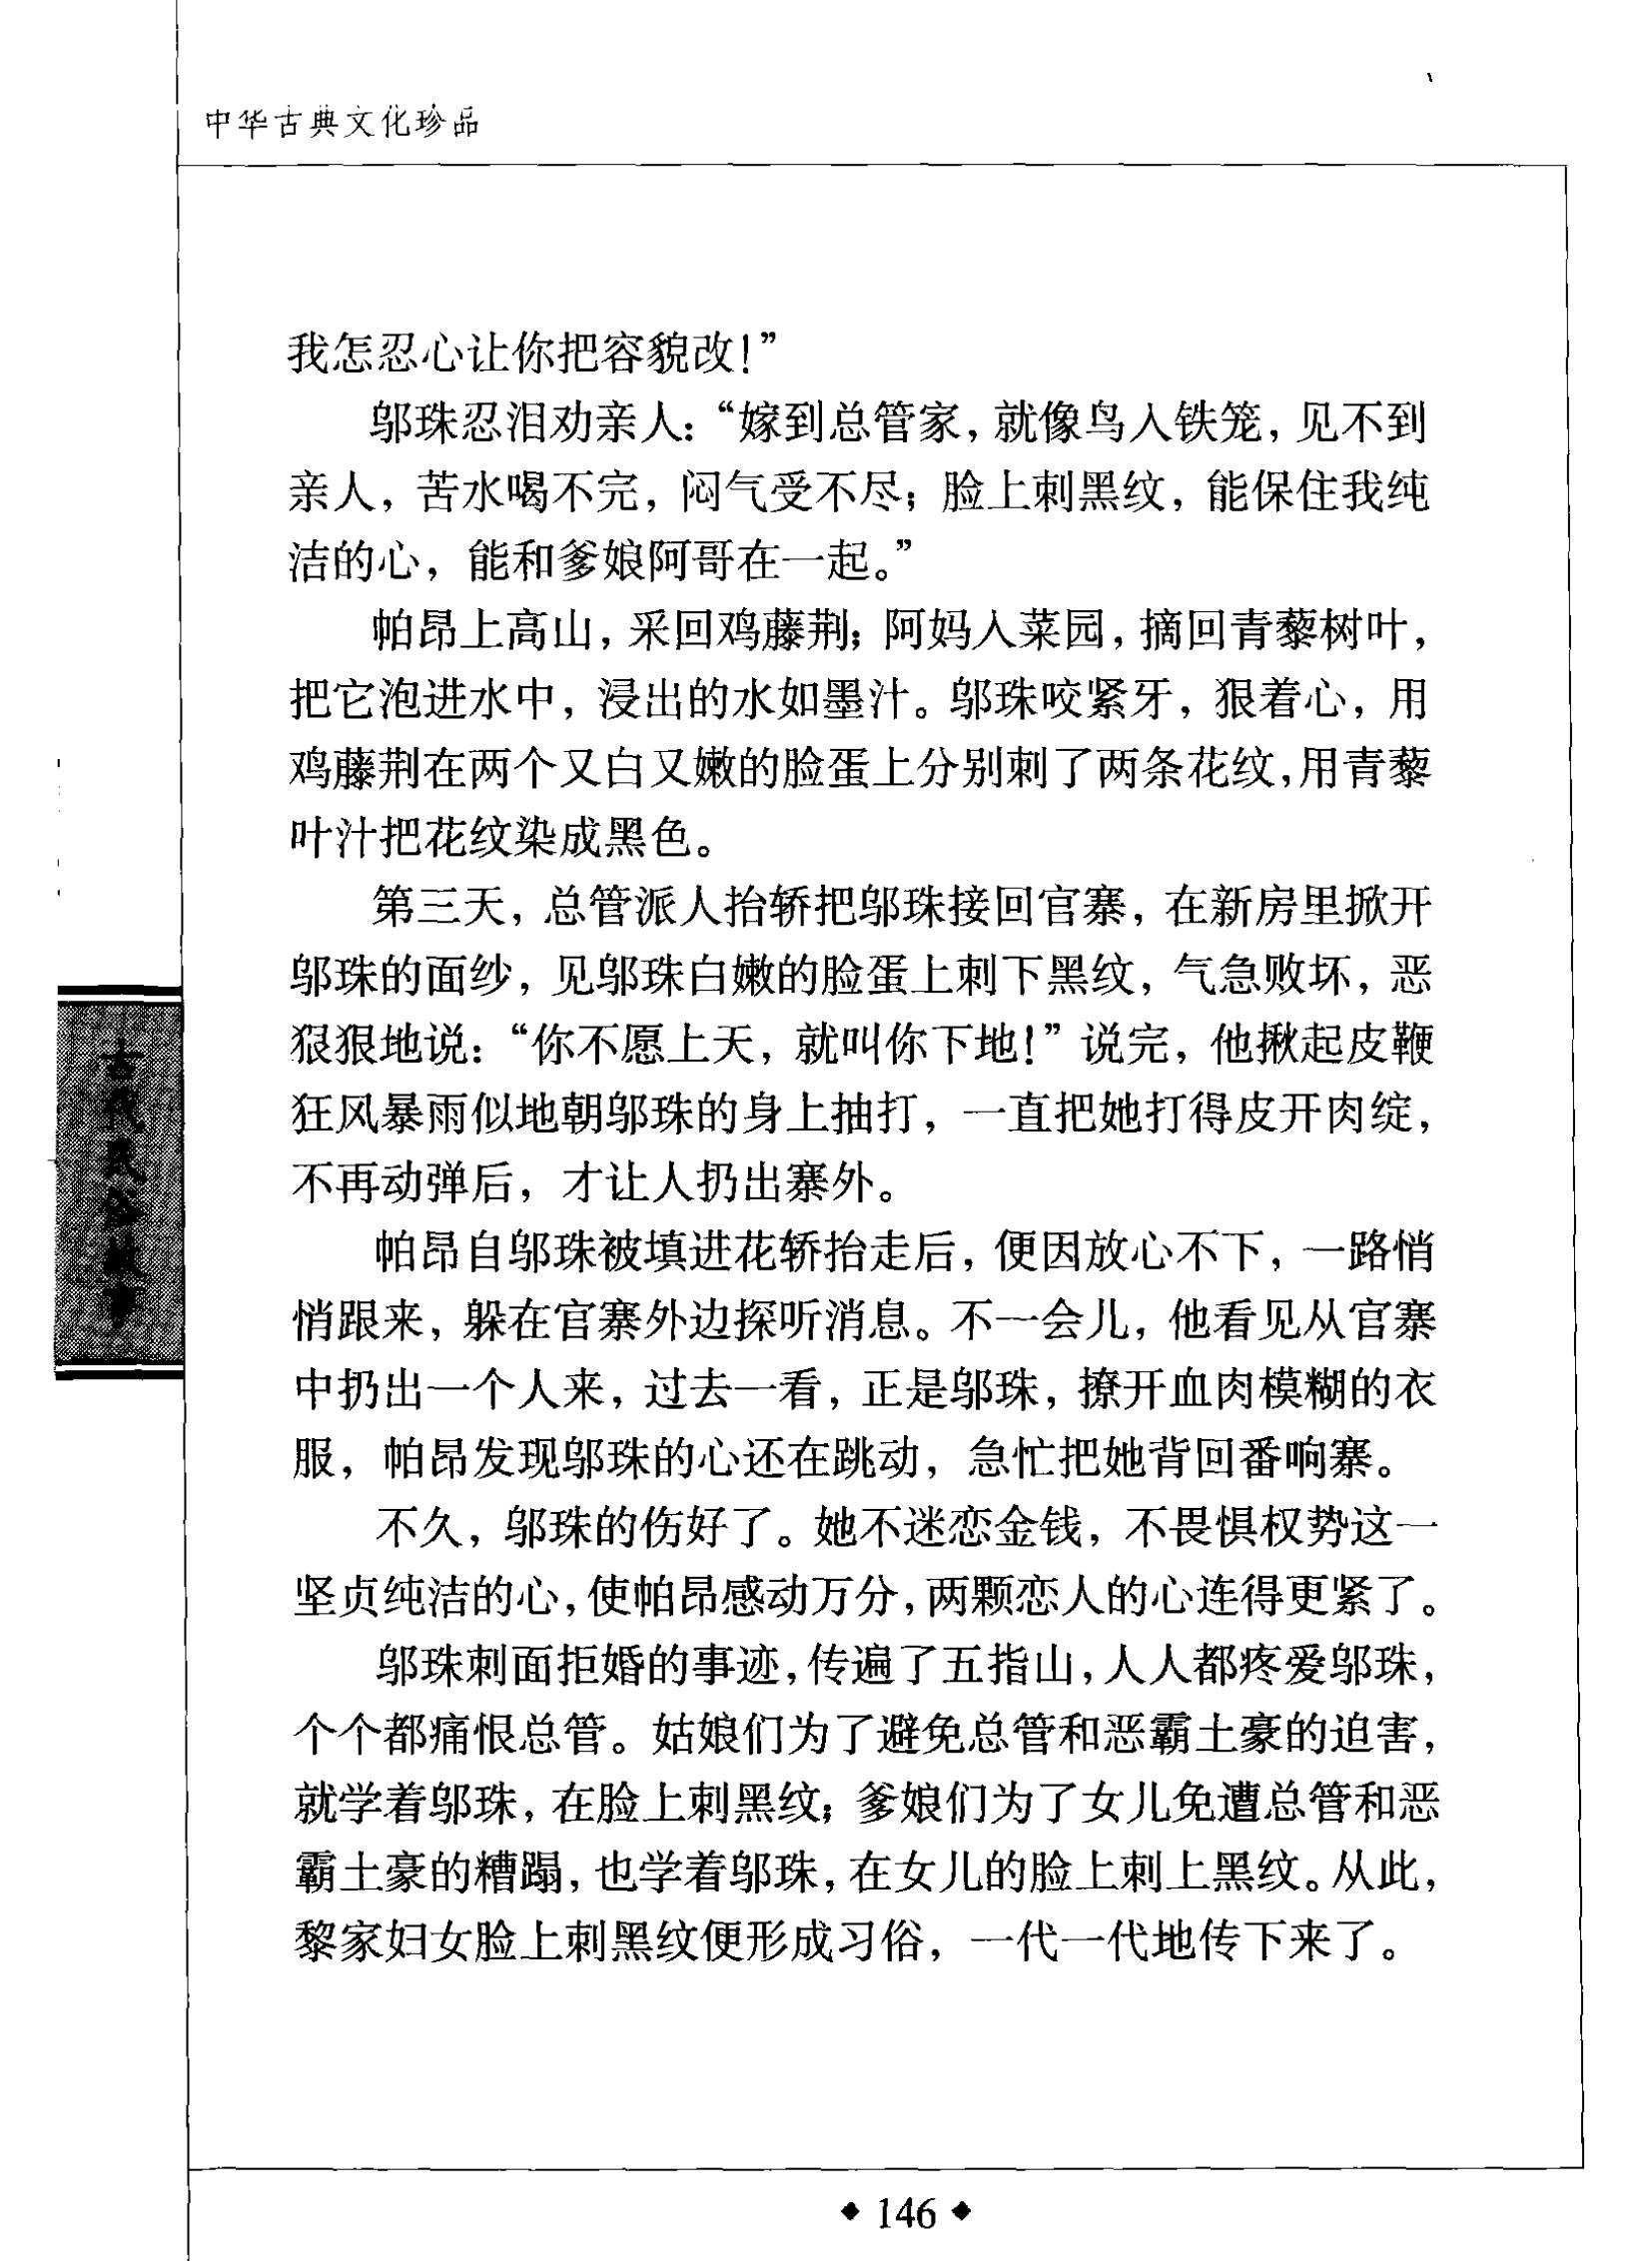 中华古典文化珍品
我怎忍心让你把容貌改！”
邬珠忍泪劝亲人：“嫁到总管家，就像鸟入铁笼，见不到
亲人，苦水喝不完，闷气受不尽；脸上刺黑纹，能保住我纯
洁的心，能和爹娘阿哥在一起。”
帕昂上高山，采回鸡藤荆；阿妈入菜园，摘回青藜树叶，
把它泡进水中，浸出的水如墨汁。邬珠咬紧牙，狠着心，用
鸡藤荆在两个又白又嫩的脸蛋上分别刺了两条花纹，用青藜
叶汁把花纹染成黑色。
第三天，总管派人抬轿把邬珠接回官寨，在新房里掀开
邬珠的面纱，见邬珠白嫩的脸蛋上刺下黑纹，气急败坏，恶
狠狠地说：“你不愿上天，就叫你下地！”说完，他揪起皮鞭
狂风暴雨似地朝邬珠的身上抽打，一直把她打得皮开肉绽，
不再动弹后，才让人扔出寨外。
帕昂自邬珠被填进花轿抬走后，便因放心不下，一路悄
悄跟来，躲在官寨外边探听消息。不一会儿，他看见从官寨
中扔出一个人来，过去一看，正是邬珠，撩开血肉模糊的衣
服，帕昂发现邬珠的心还在跳动，急忙把她背回番响寨。
不久，邬珠的伤好了。她不迷恋金钱，不畏惧权势这一
坚贞纯洁的心，使帕昂感动万分，两颗恋人的心连得更紧了。
邬珠刺面拒婚的事迹，传遍了五指山，人人都疼爱邬珠，
个个都痛恨总管。姑娘们为了避免总管和恶霸土豪的迫害，
就学着邬珠，在脸上刺黑纹；爹娘们为了女儿免遭总管和恶
霸土豪的糟蹋，也学着邬珠，在女儿的脸上刺上黑纹。从此，
黎家妇女脸上刺黑纹便形成习俗，一代一代地传下来了。
古代民俗故事
◆ 146 ◆